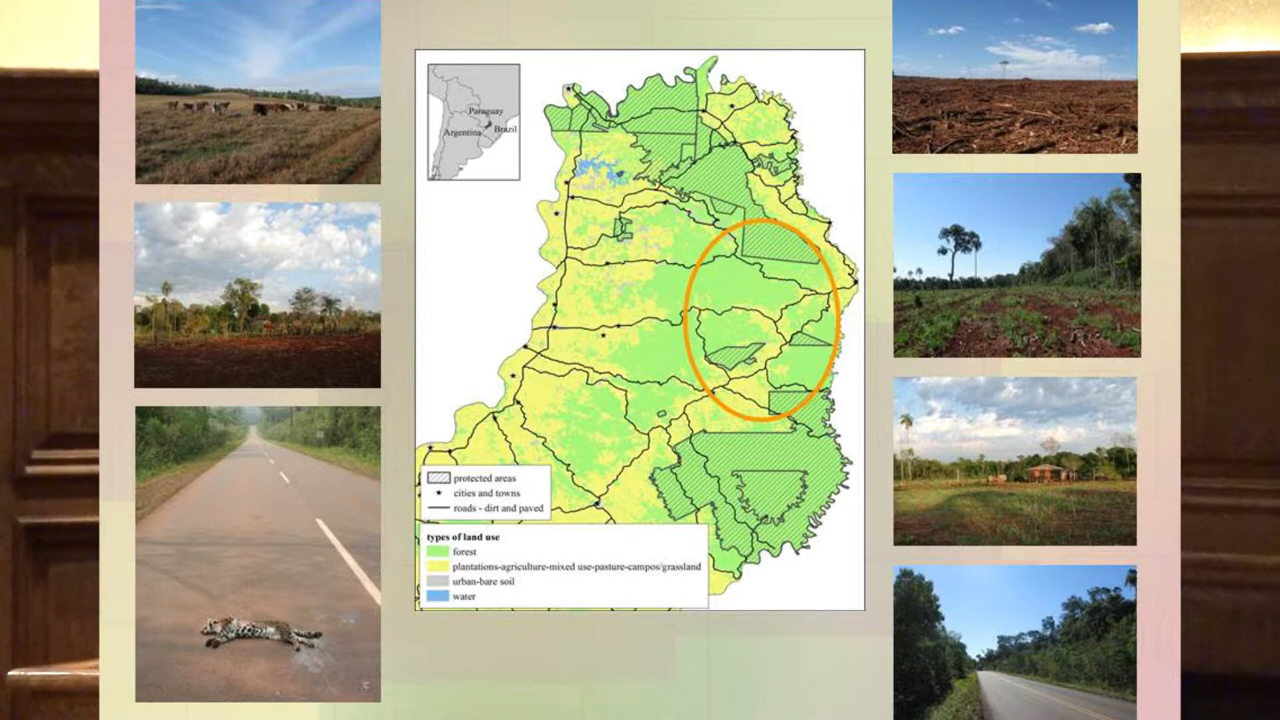 Paraguay
Argentina
Brazil
protected areas
cities and towns
roads - dirt and paved
types of land use
forest
plantations-agriculture-mixed use-pasture-campos/grassland
urban-bare soil
water